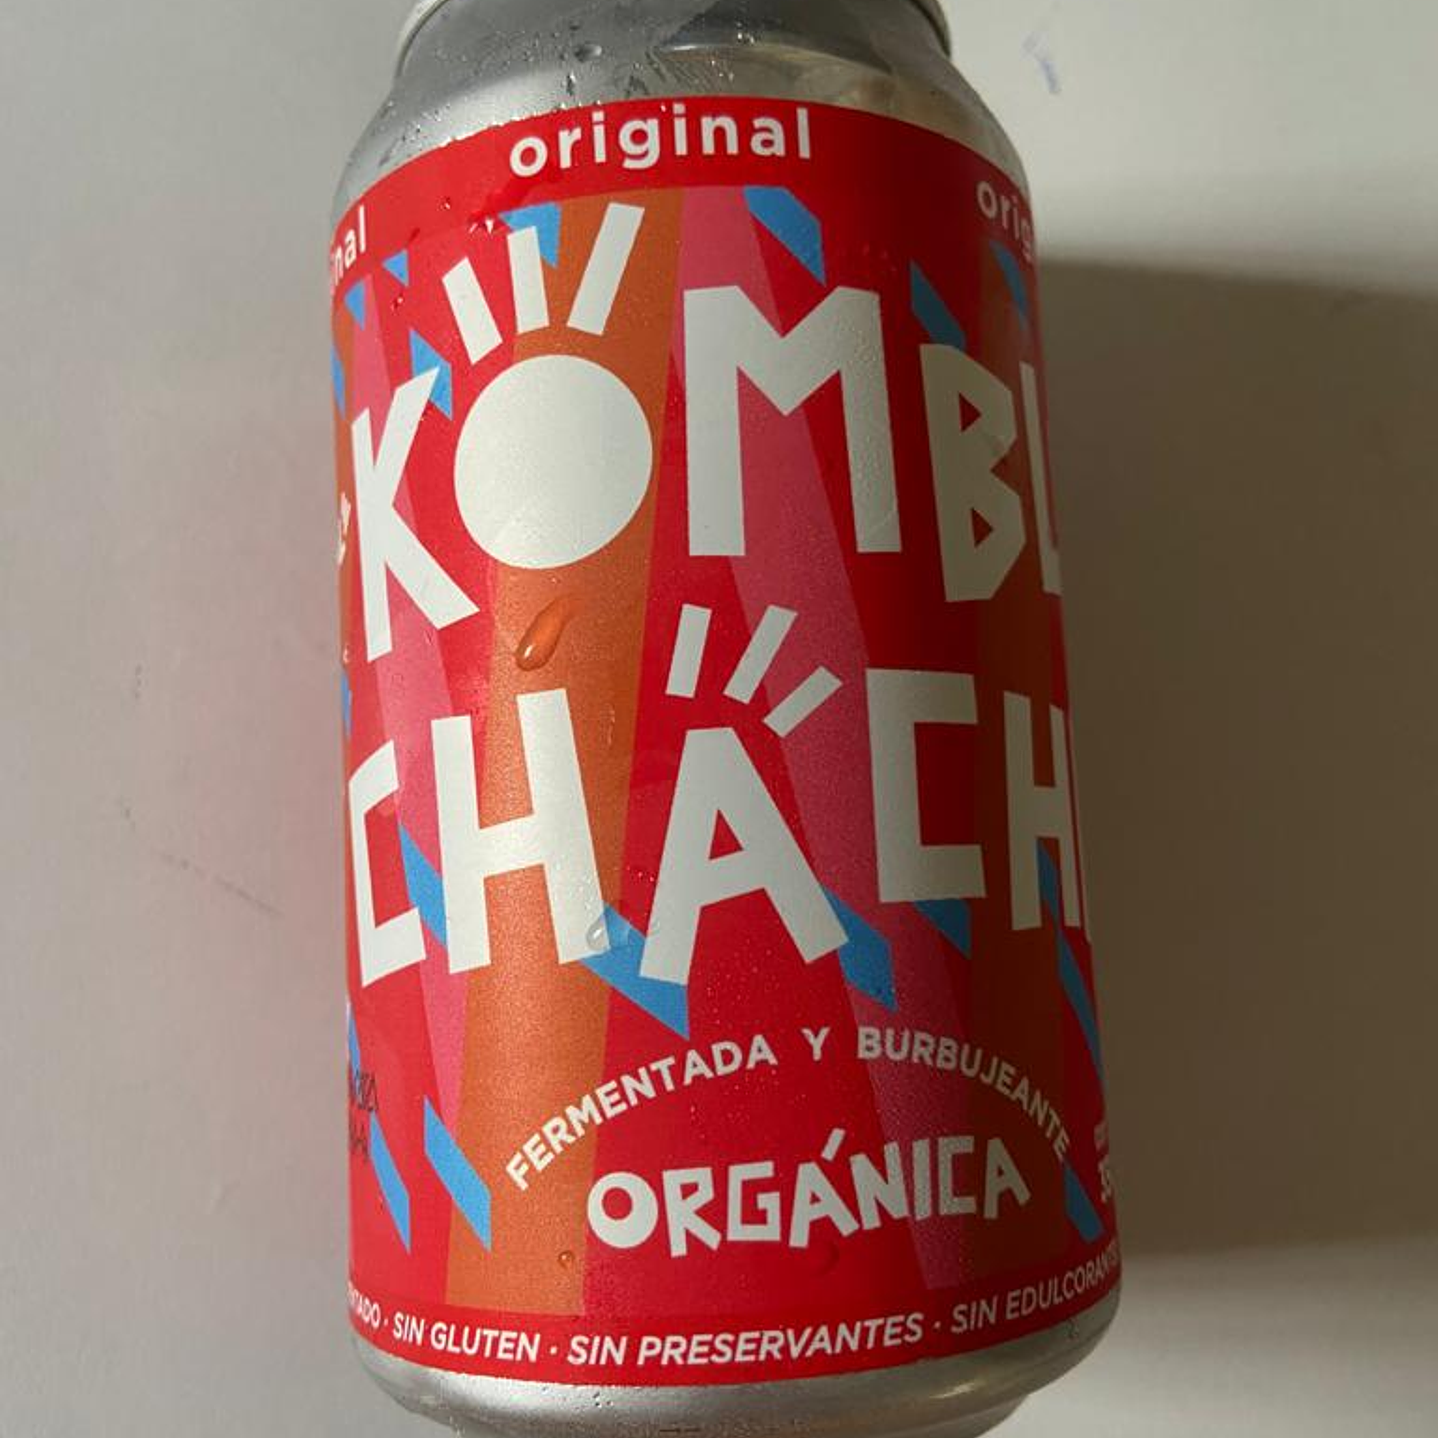 original
KOMBU
CHACHA
FERMENTADA Y BURBUJEANTE
ORGÁNICA
SIN GLUTEN · SIN PRESERVANTES · SIN EDULCORANTES